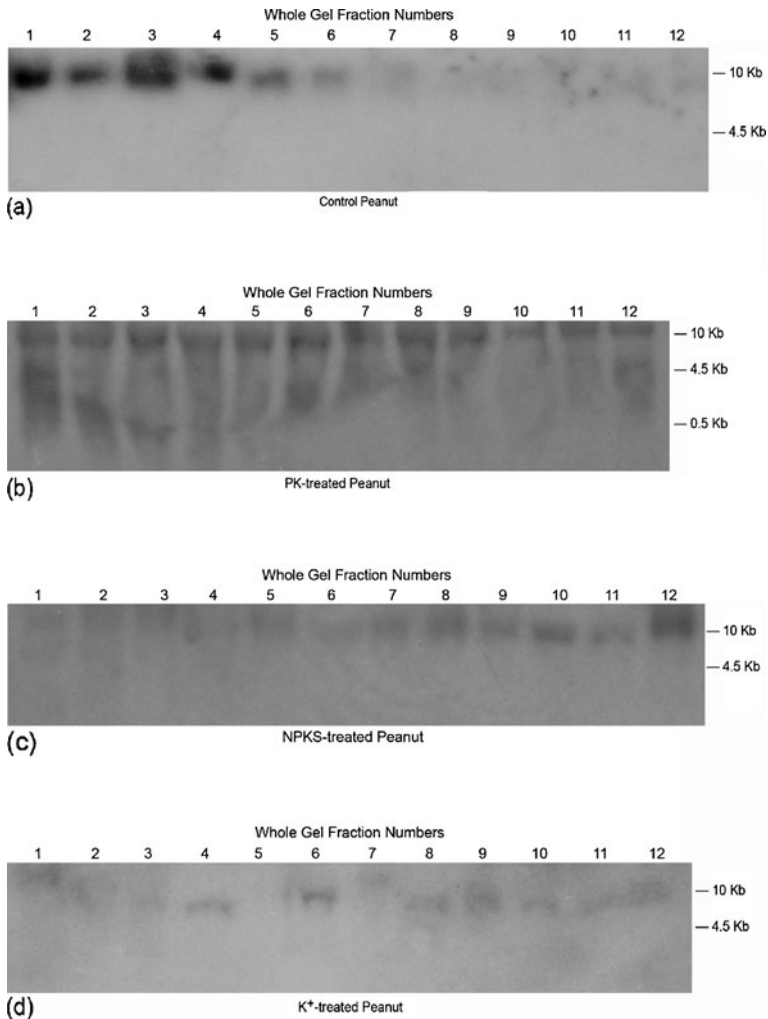 Whole Gel Fraction Numbers
1 2 3 4 5 6 7 8 9 10 11 12
— 10 Kb
— 4.5 Kb
(a)
Control Peanut
Whole Gel Fraction Numbers
1 2 3 4 5 6 7 8 9 10 11 12
— 10 Kb
— 4.5 Kb
— 0.5 Kb
(b)
PK-treated Peanut
Whole Gel Fraction Numbers
1 2 3 4 5 6 7 8 9 10 11 12
— 10 Kb
— 4.5 Kb
(c)
NPKS-treated Peanut
Whole Gel Fraction Numbers
1 2 3 4 5 6 7 8 9 10 11 12
— 10 Kb
— 4.5 Kb
(d)
K⁺-treated Peanut